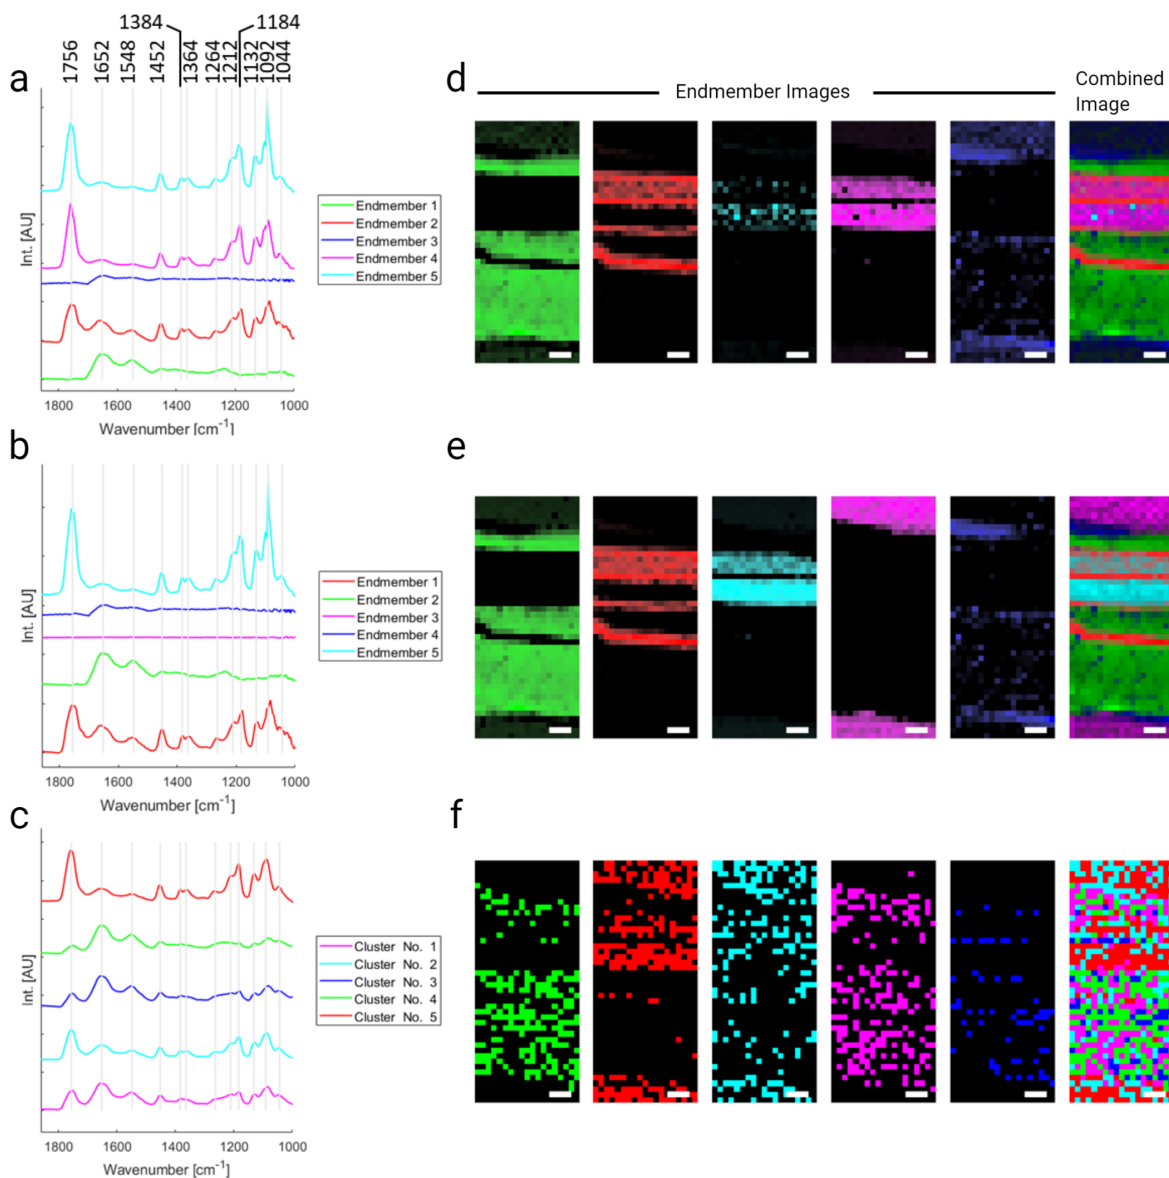 1384
1184
1756
1652
1548
1452
1364
1264
1212
1132
1092
1044
a
Int. [AU]
Endmember 1
Endmember 2
Endmember 3
Endmember 4
Endmember 5
1800 1600 1400 1200 1000
Wavenumber [cm-1]
d
Endmember Images
Combined
Image
b
Int. [AU]
Endmember 1
Endmember 2
Endmember 3
Endmember 4
Endmember 5
1800 1600 1400 1200 1000
Wavenumber [cm-1]
e
c
Int. [AU]
Cluster No. 1
Cluster No. 2
Cluster No. 3
Cluster No. 4
Cluster No. 5
1800 1600 1400 1200 1000
Wavenumber [cm-1]
f